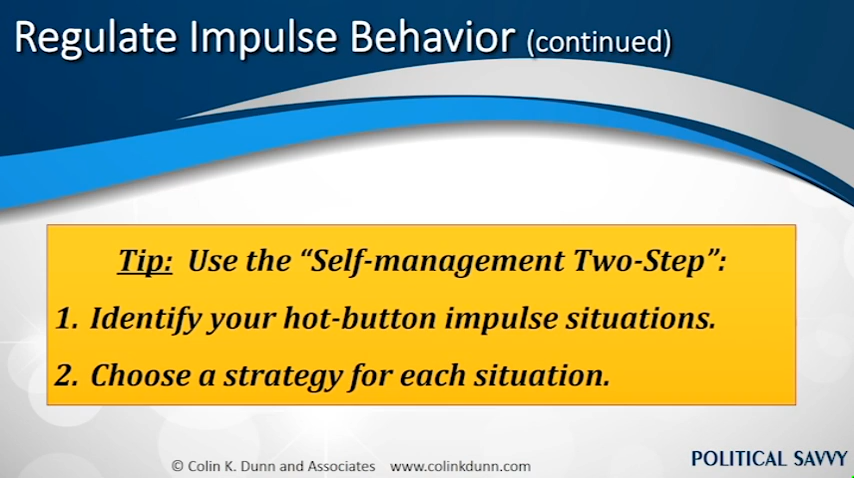 Regulate Impulse Behavior (continued)
Tip: Use the “Self-management Two-Step”:
1. Identify your hot-button impulse situations.
2. Choose a strategy for each situation.
© Colin K. Dunn and Associates www.colinkdunn.com
POLITICAL SAVVY